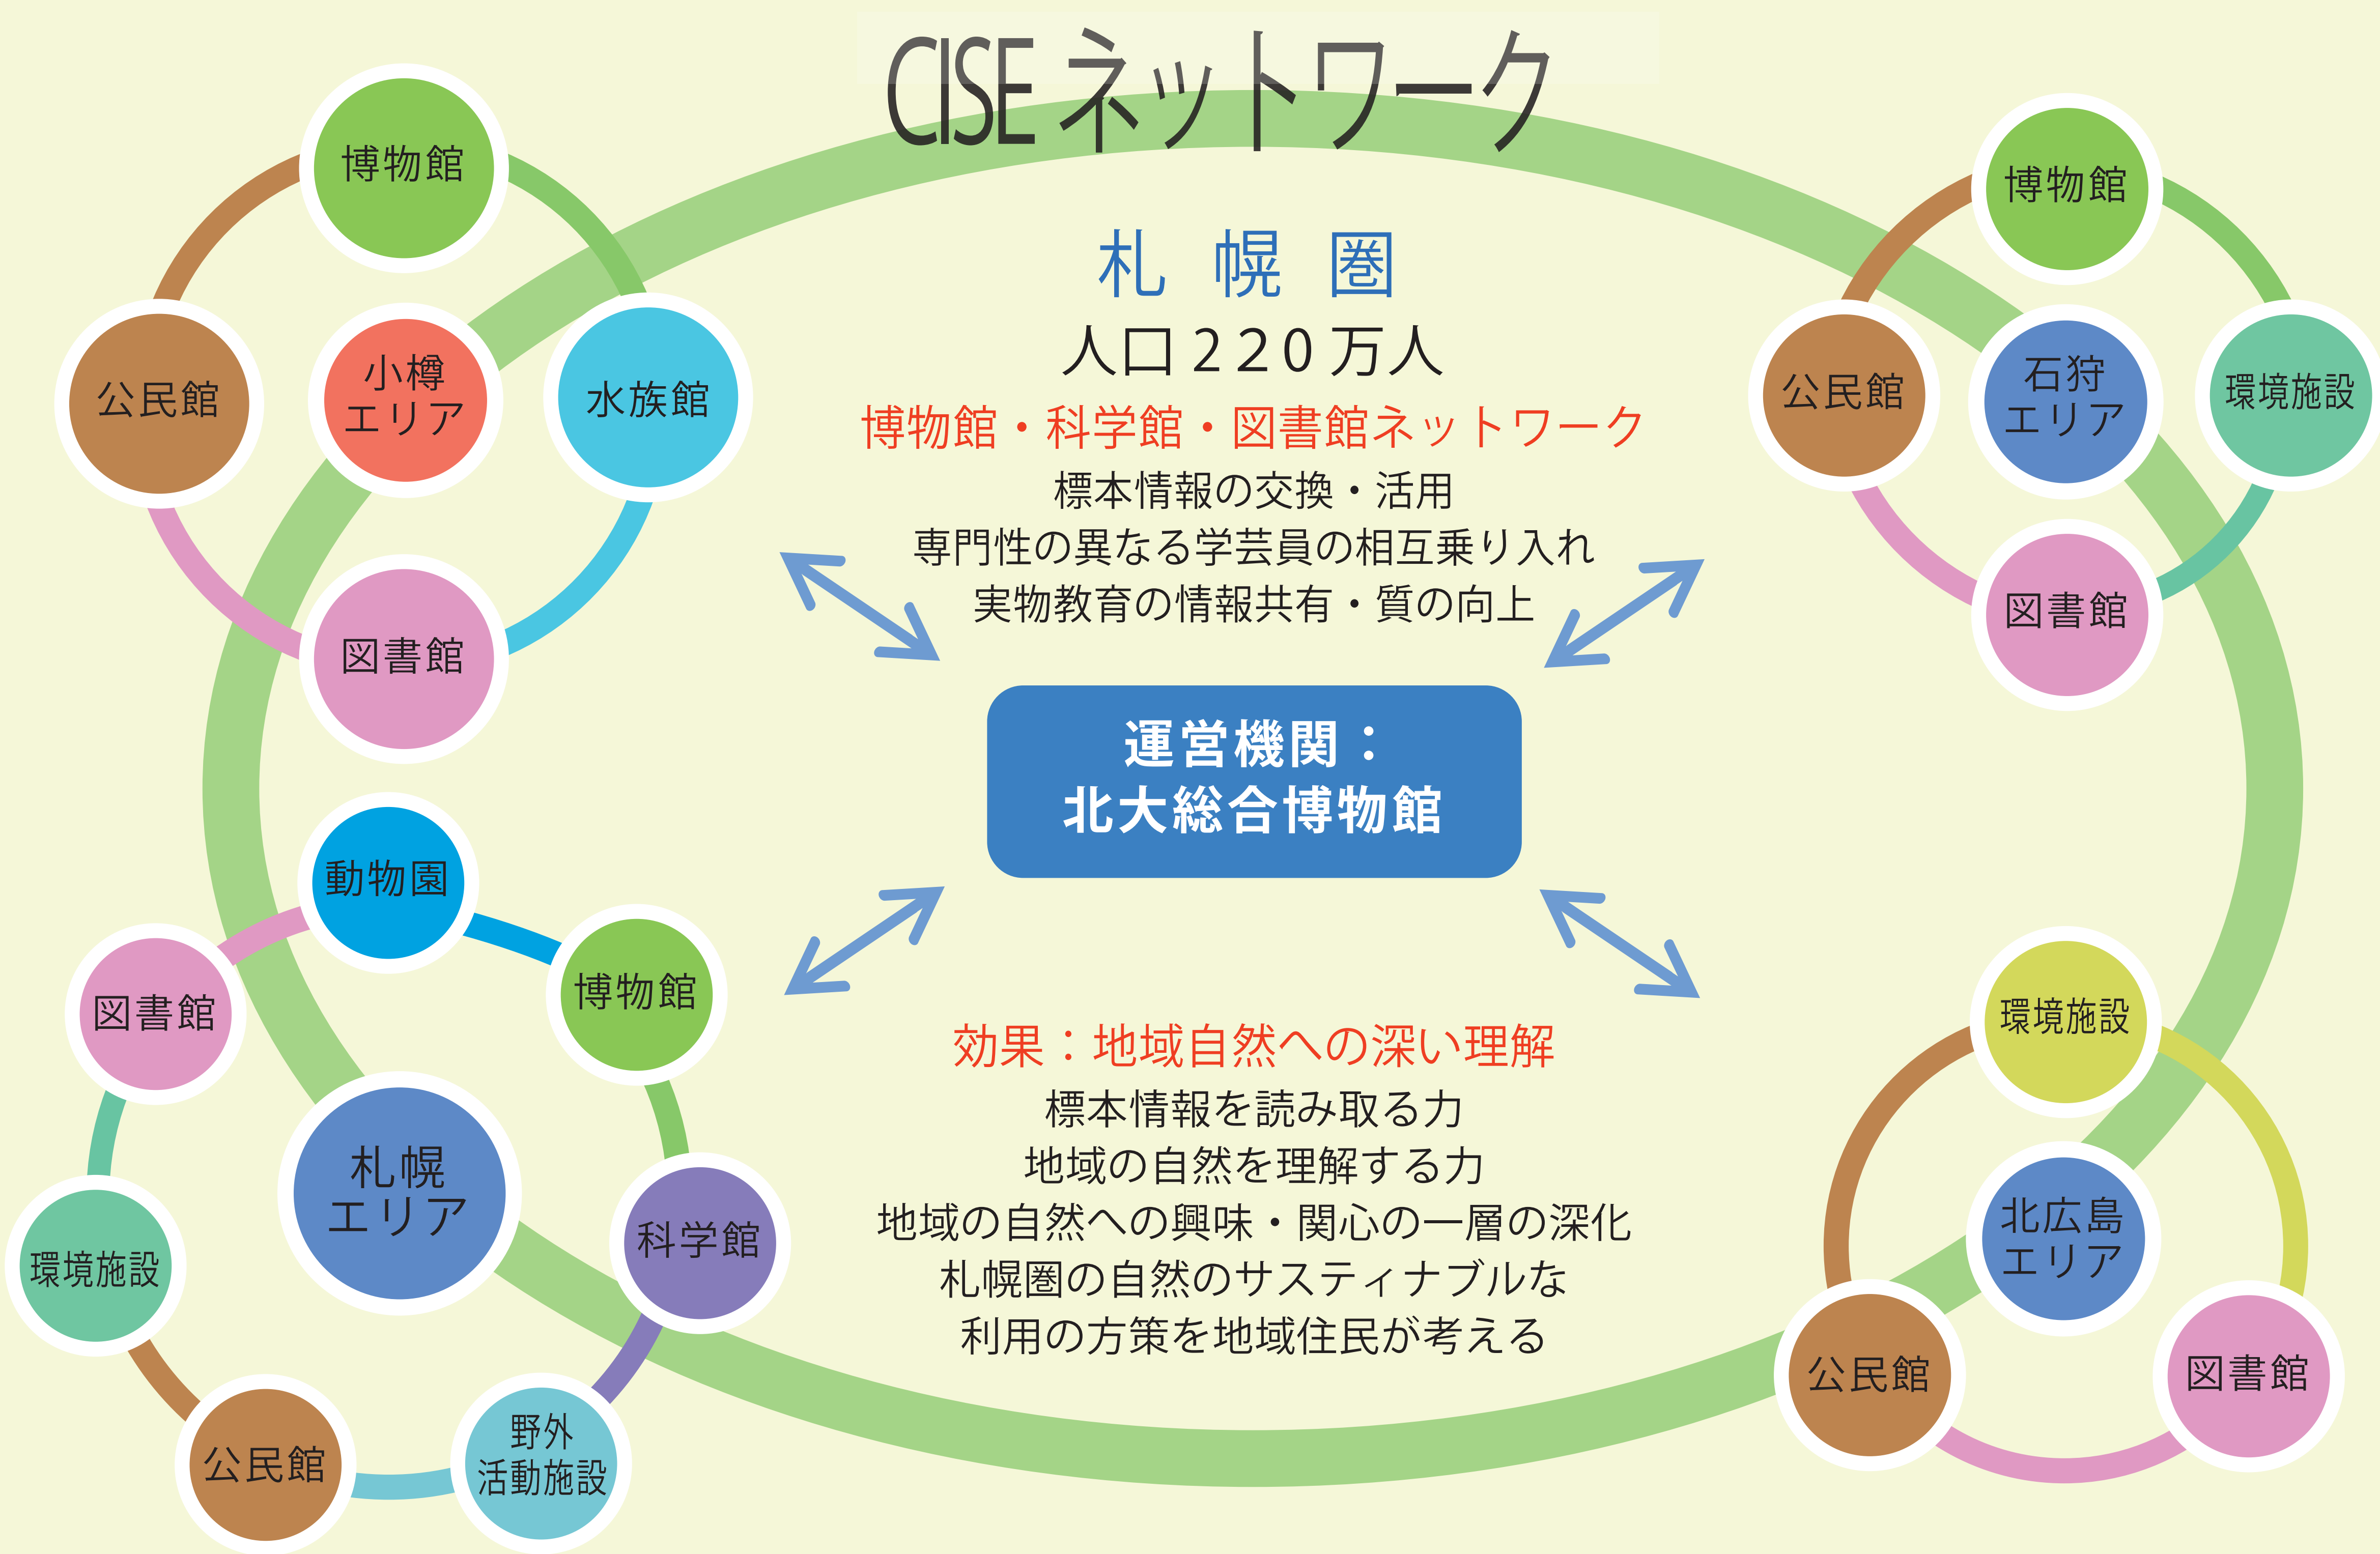 CISE ネットワーク
札幌圏
人口220万人
博物館・科学館・図書館ネットワーク
標本情報の交換・活用
専門性の異なる学芸員の相互乗り入れ
実物教育の情報共有・質の向上
運営機関：
北大総合博物館
効果：地域自然への深い理解
標本情報を読み取る力
地域の自然を理解する力
地域の自然への興味・関心の一層の深化
札幌圏の自然のサスティナブルな
利用の方策を地域住民が考える
博物館
公民館
小樽
エリア
水族館
図書館
博物館
公民館
石狩
エリア
環境施設
図書館
動物園
図書館
博物館
札幌
エリア
環境施設
科学館
公民館
野外
活動施設
環境施設
北広島
エリア
公民館
図書館